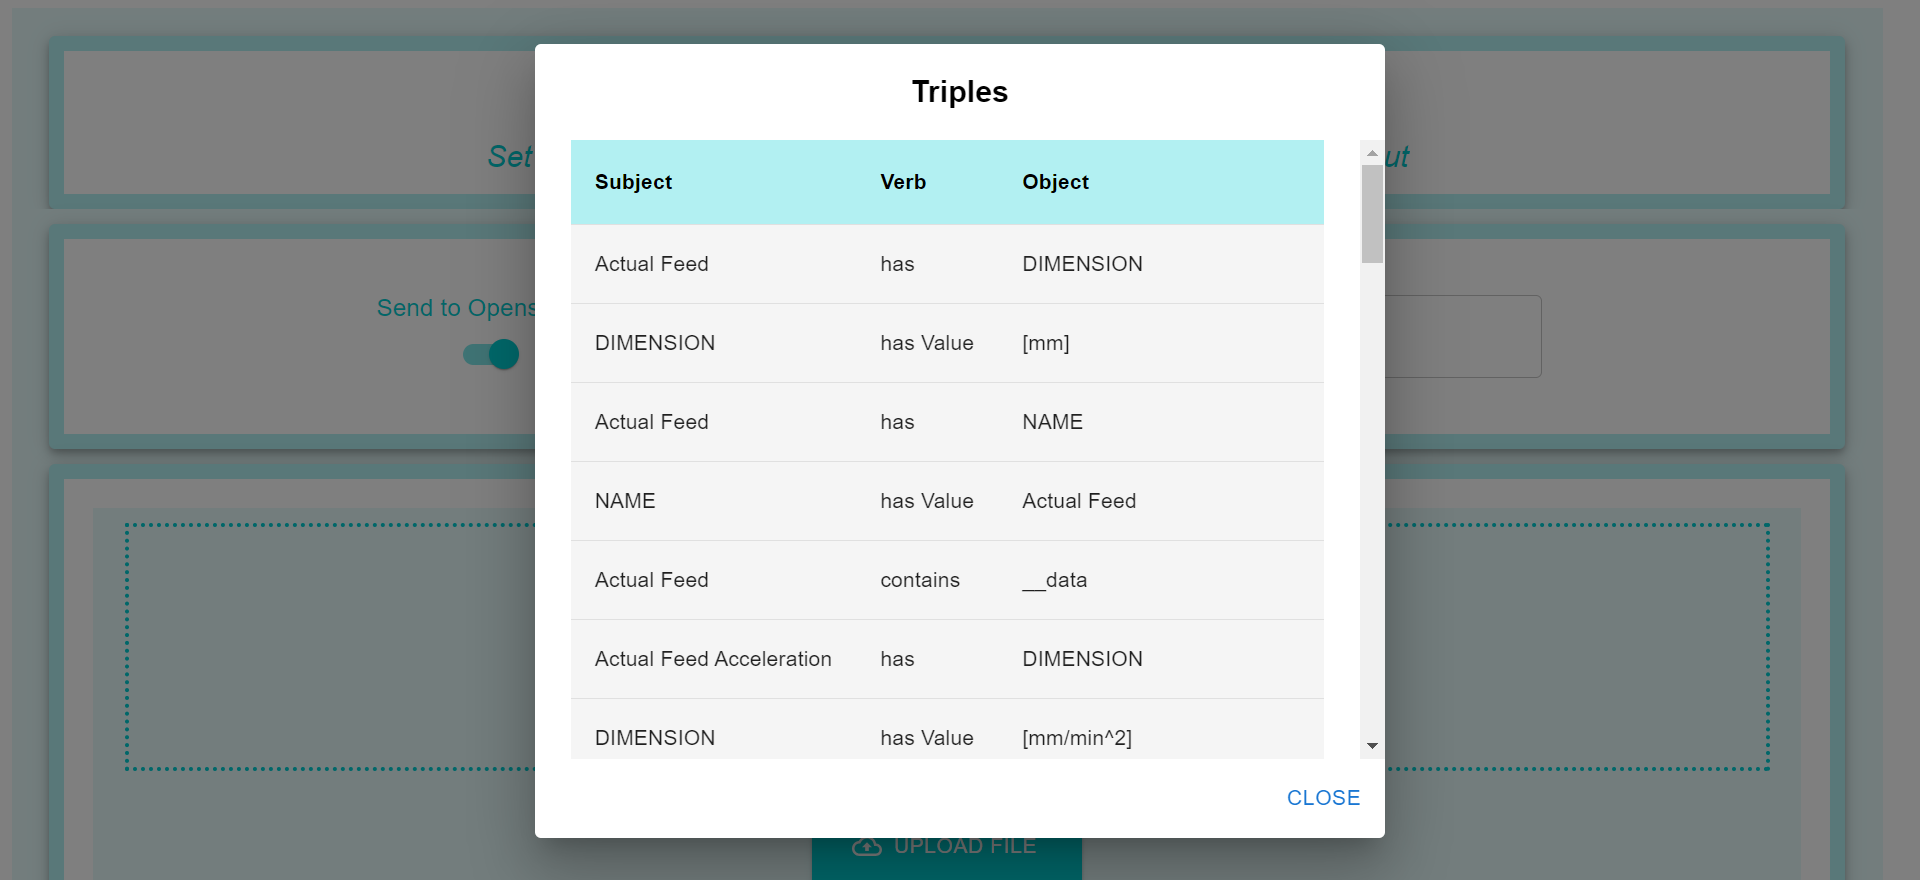 Triples
Subject Verb Object
Actual Feed has DIMENSION
DIMENSION has Value [mm]
Actual Feed has NAME
NAME has Value Actual Feed
Actual Feed contains __data
Actual Feed Acceleration has DIMENSION
DIMENSION has Value [mm/min^2]
CLOSE
Set
Send to Opens
UPLOAD FILE